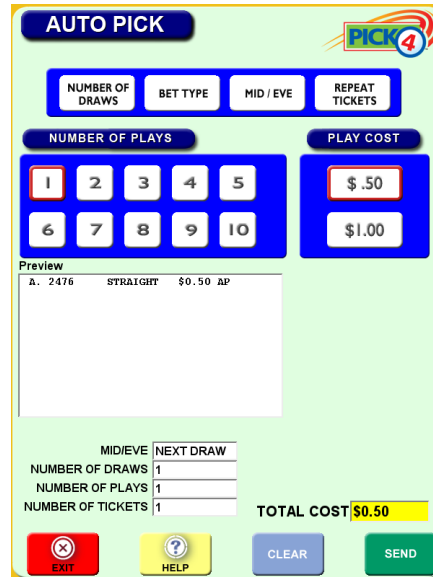 AUTO PICK
PICK 4
NUMBER OF DRAWS
BET TYPE
MID / EVE
REPEAT TICKETS
NUMBER OF PLAYS
PLAY COST
1 2 3 4 5
$ .50
6 7 8 9 10
$1.00
Preview
A. 2476 STRAIGHT $0.50 AP
MID/EVE NEXT DRAW
NUMBER OF DRAWS 1
NUMBER OF PLAYS 1
NUMBER OF TICKETS 1
TOTAL COST $0.50
EXIT
? HELP
CLEAR
SEND